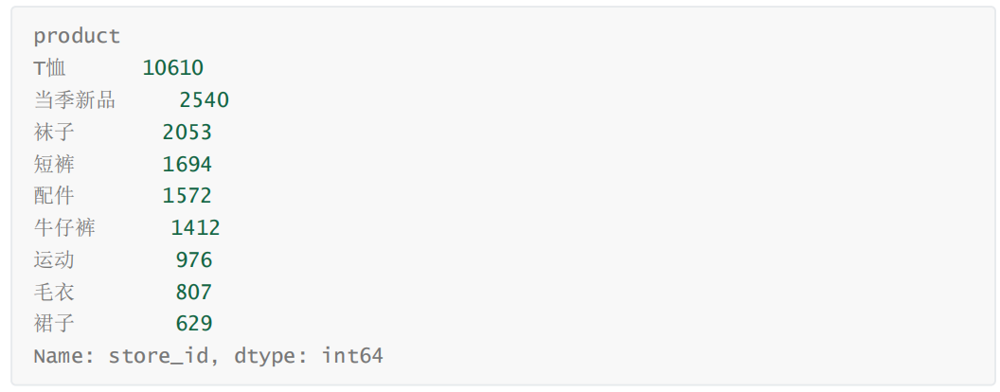 product
T恤 10610
当季新品 2540
袜子 2053
短裤 1694
配件 1572
牛仔裤 1412
运动 976
毛衣 807
裙子 629
Name: store_id, dtype: int64